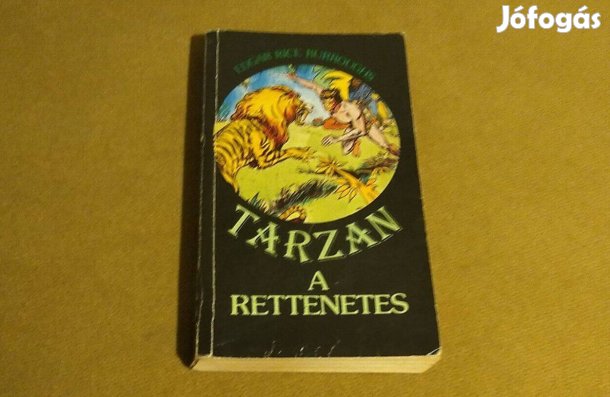 Jófogás
EDGAR RICE BURROUGHS
TARZAN
A
RETTENETES